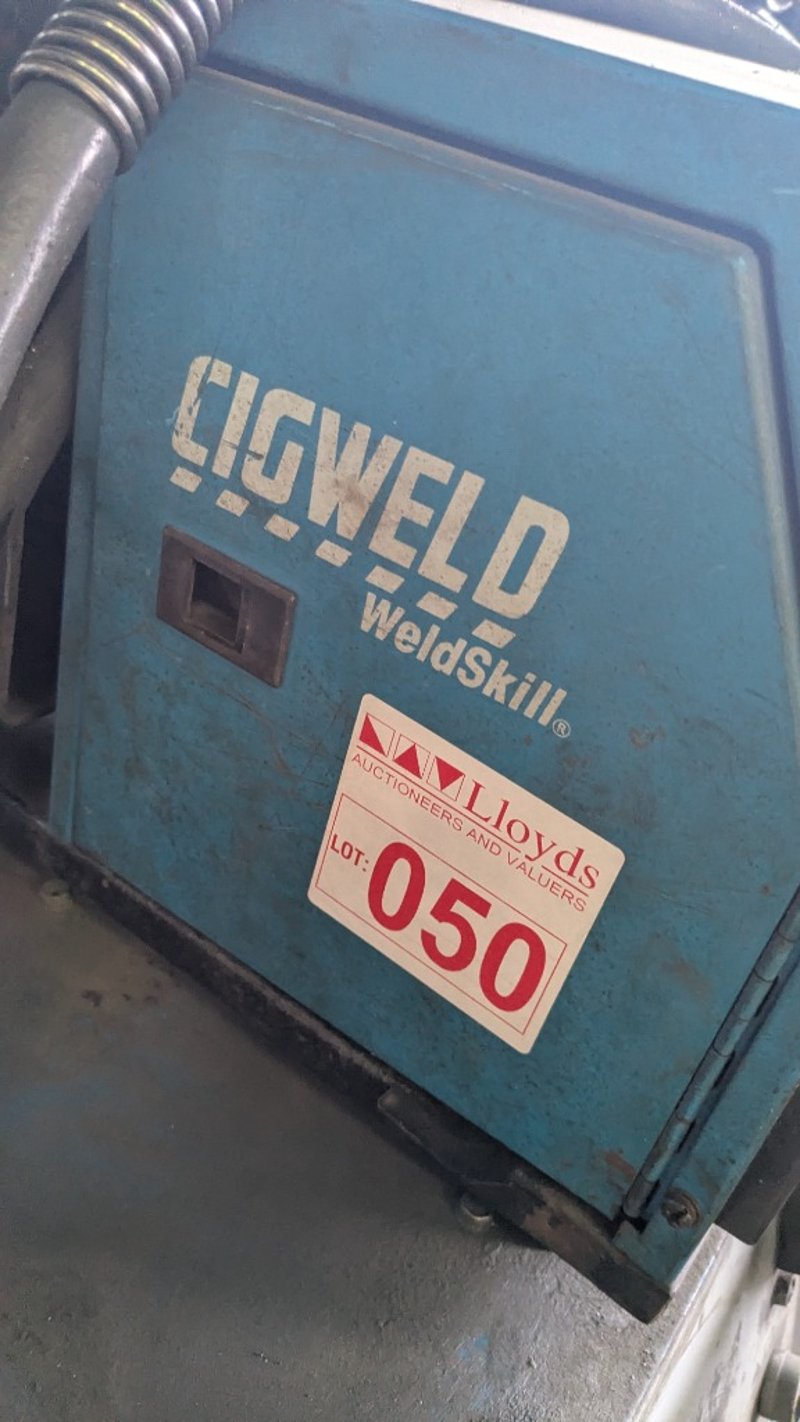 CIGWELD
WeldSkill®
Lloyds
AUCTIONEERS AND VALUERS
LOT: 050